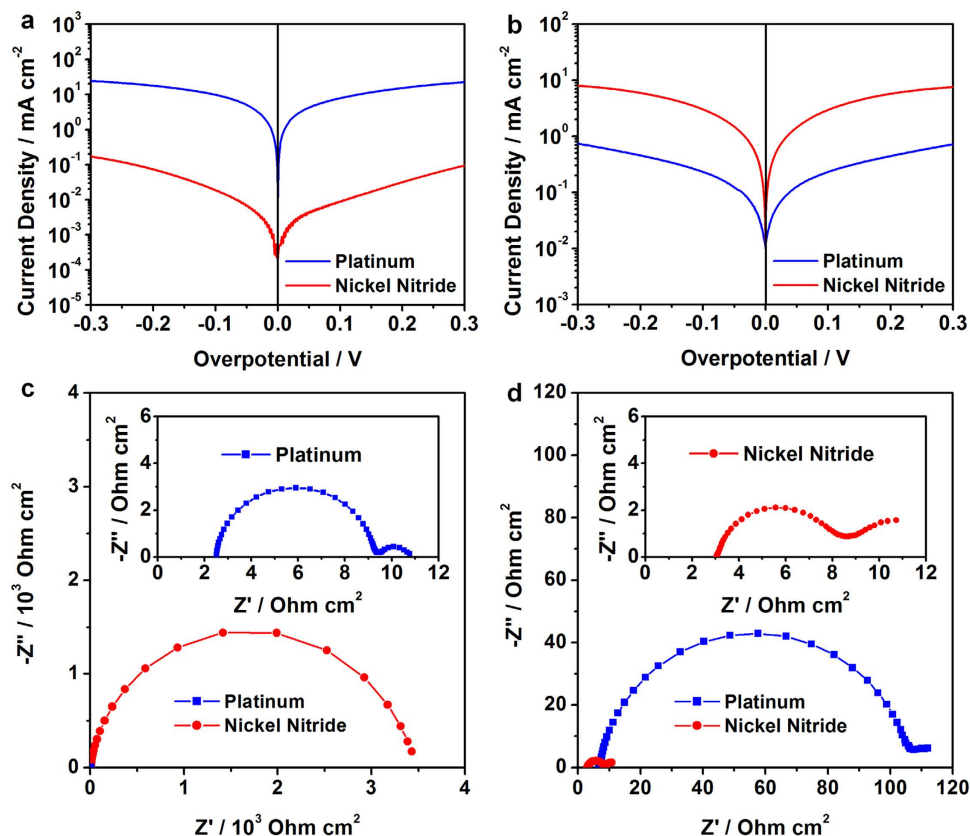 a
10³
10²
10¹
10⁰
10⁻¹
10⁻²
10⁻³
10⁻⁴
10⁻⁵
Current Density / mA cm⁻²
Platinum
Nickel Nitride
-0.3 -0.2 -0.1 0.0 0.1 0.2 0.3
Overpotential / V
b
10²
10¹
10⁰
10⁻¹
10⁻²
10⁻³
Current Density / mA cm⁻²
Platinum
Nickel Nitride
-0.3 -0.2 -0.1 0.0 0.1 0.2 0.3
Overpotential / V
c
4
3
2
1
0
-Z'' / 10³ Ohm cm²
6
4
2
0
-Z'' / Ohm cm²
Platinum
0 2 4 6 8 10 12
Z' / Ohm cm²
Platinum
Nickel Nitride
0 1 2 3 4
Z' / 10³ Ohm cm²
d
120
100
80
60
40
20
0
-Z'' / Ohm cm²
6
4
2
0
-Z'' / Ohm cm²
Nickel Nitride
0 2 4 6 8 10 12
Z' / Ohm cm²
Platinum
Nickel Nitride
0 20 40 60 80 100 120
Z' / Ohm cm²